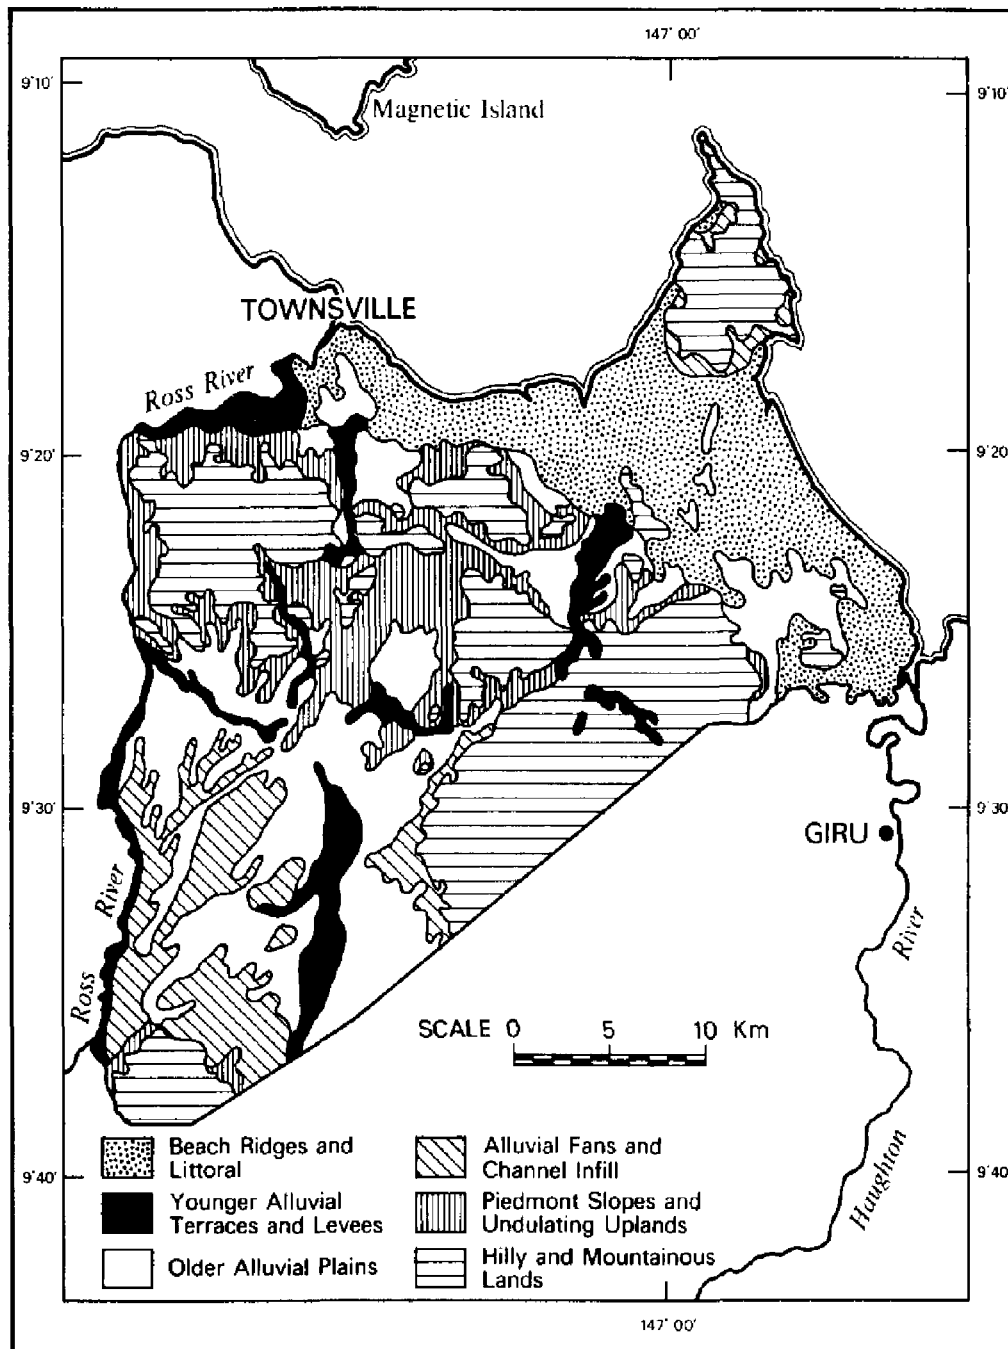 147° 00'
9°10'
9°10'
Magnetic Island
TOWNSVILLE
Ross River
9°20'
9°20'
9°30'
9°30'
GIRU
River
Ross
River
Haughton
SCALE 0 5 10 Km
Beach Ridges and
Littoral
Younger Alluvial
Terraces and Levees
Older Alluvial Plains
Alluvial Fans and
Channel Infill
Piedmont Slopes and
Undulating Uplands
Hilly and Mountainous
Lands
9°40'
9°40'
147° 00'